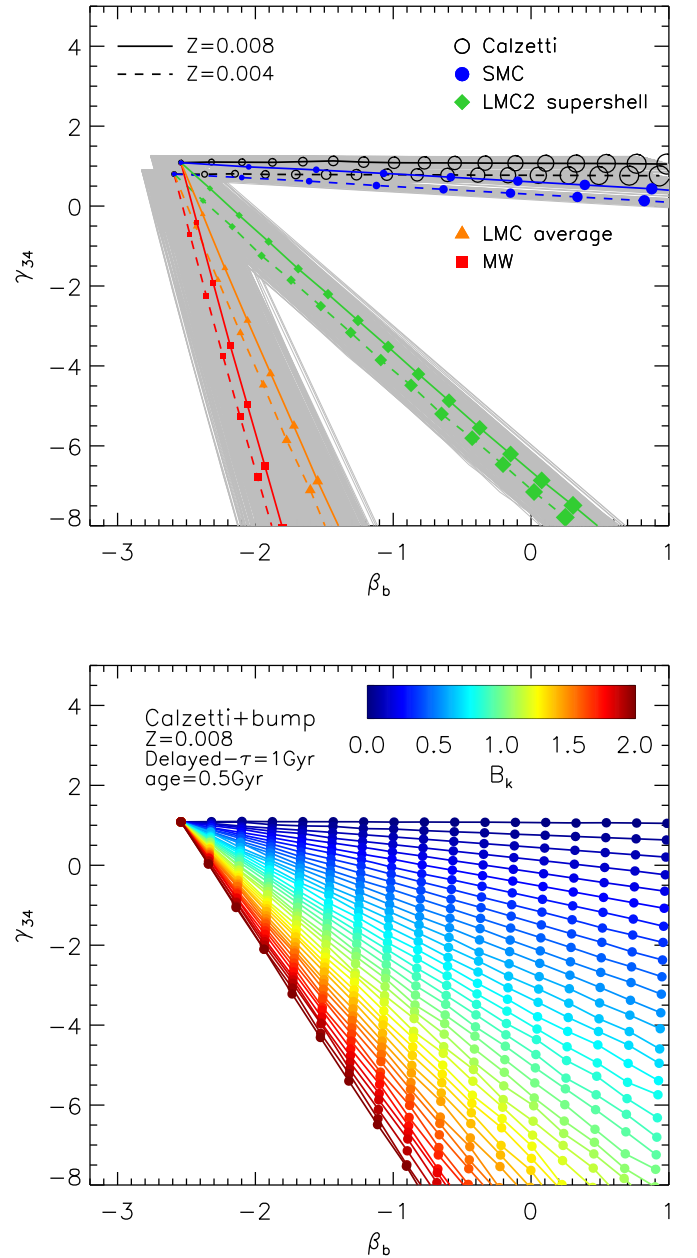 4
2
0
−2
−4
−6
−8
γ34
Z=0.008
Z=0.004
Calzetti
SMC
LMC2 supershell
LMC average
MW
−3
−2
−1
0
1
βb
4
2
0
−2
−4
−6
−8
γ34
Calzetti+bump
Z=0.008
Delayed−τ=1Gyr
age=0.5Gyr
0.0 0.5 1.0 1.5 2.0
Bk
−3
−2
−1
0
1
βb